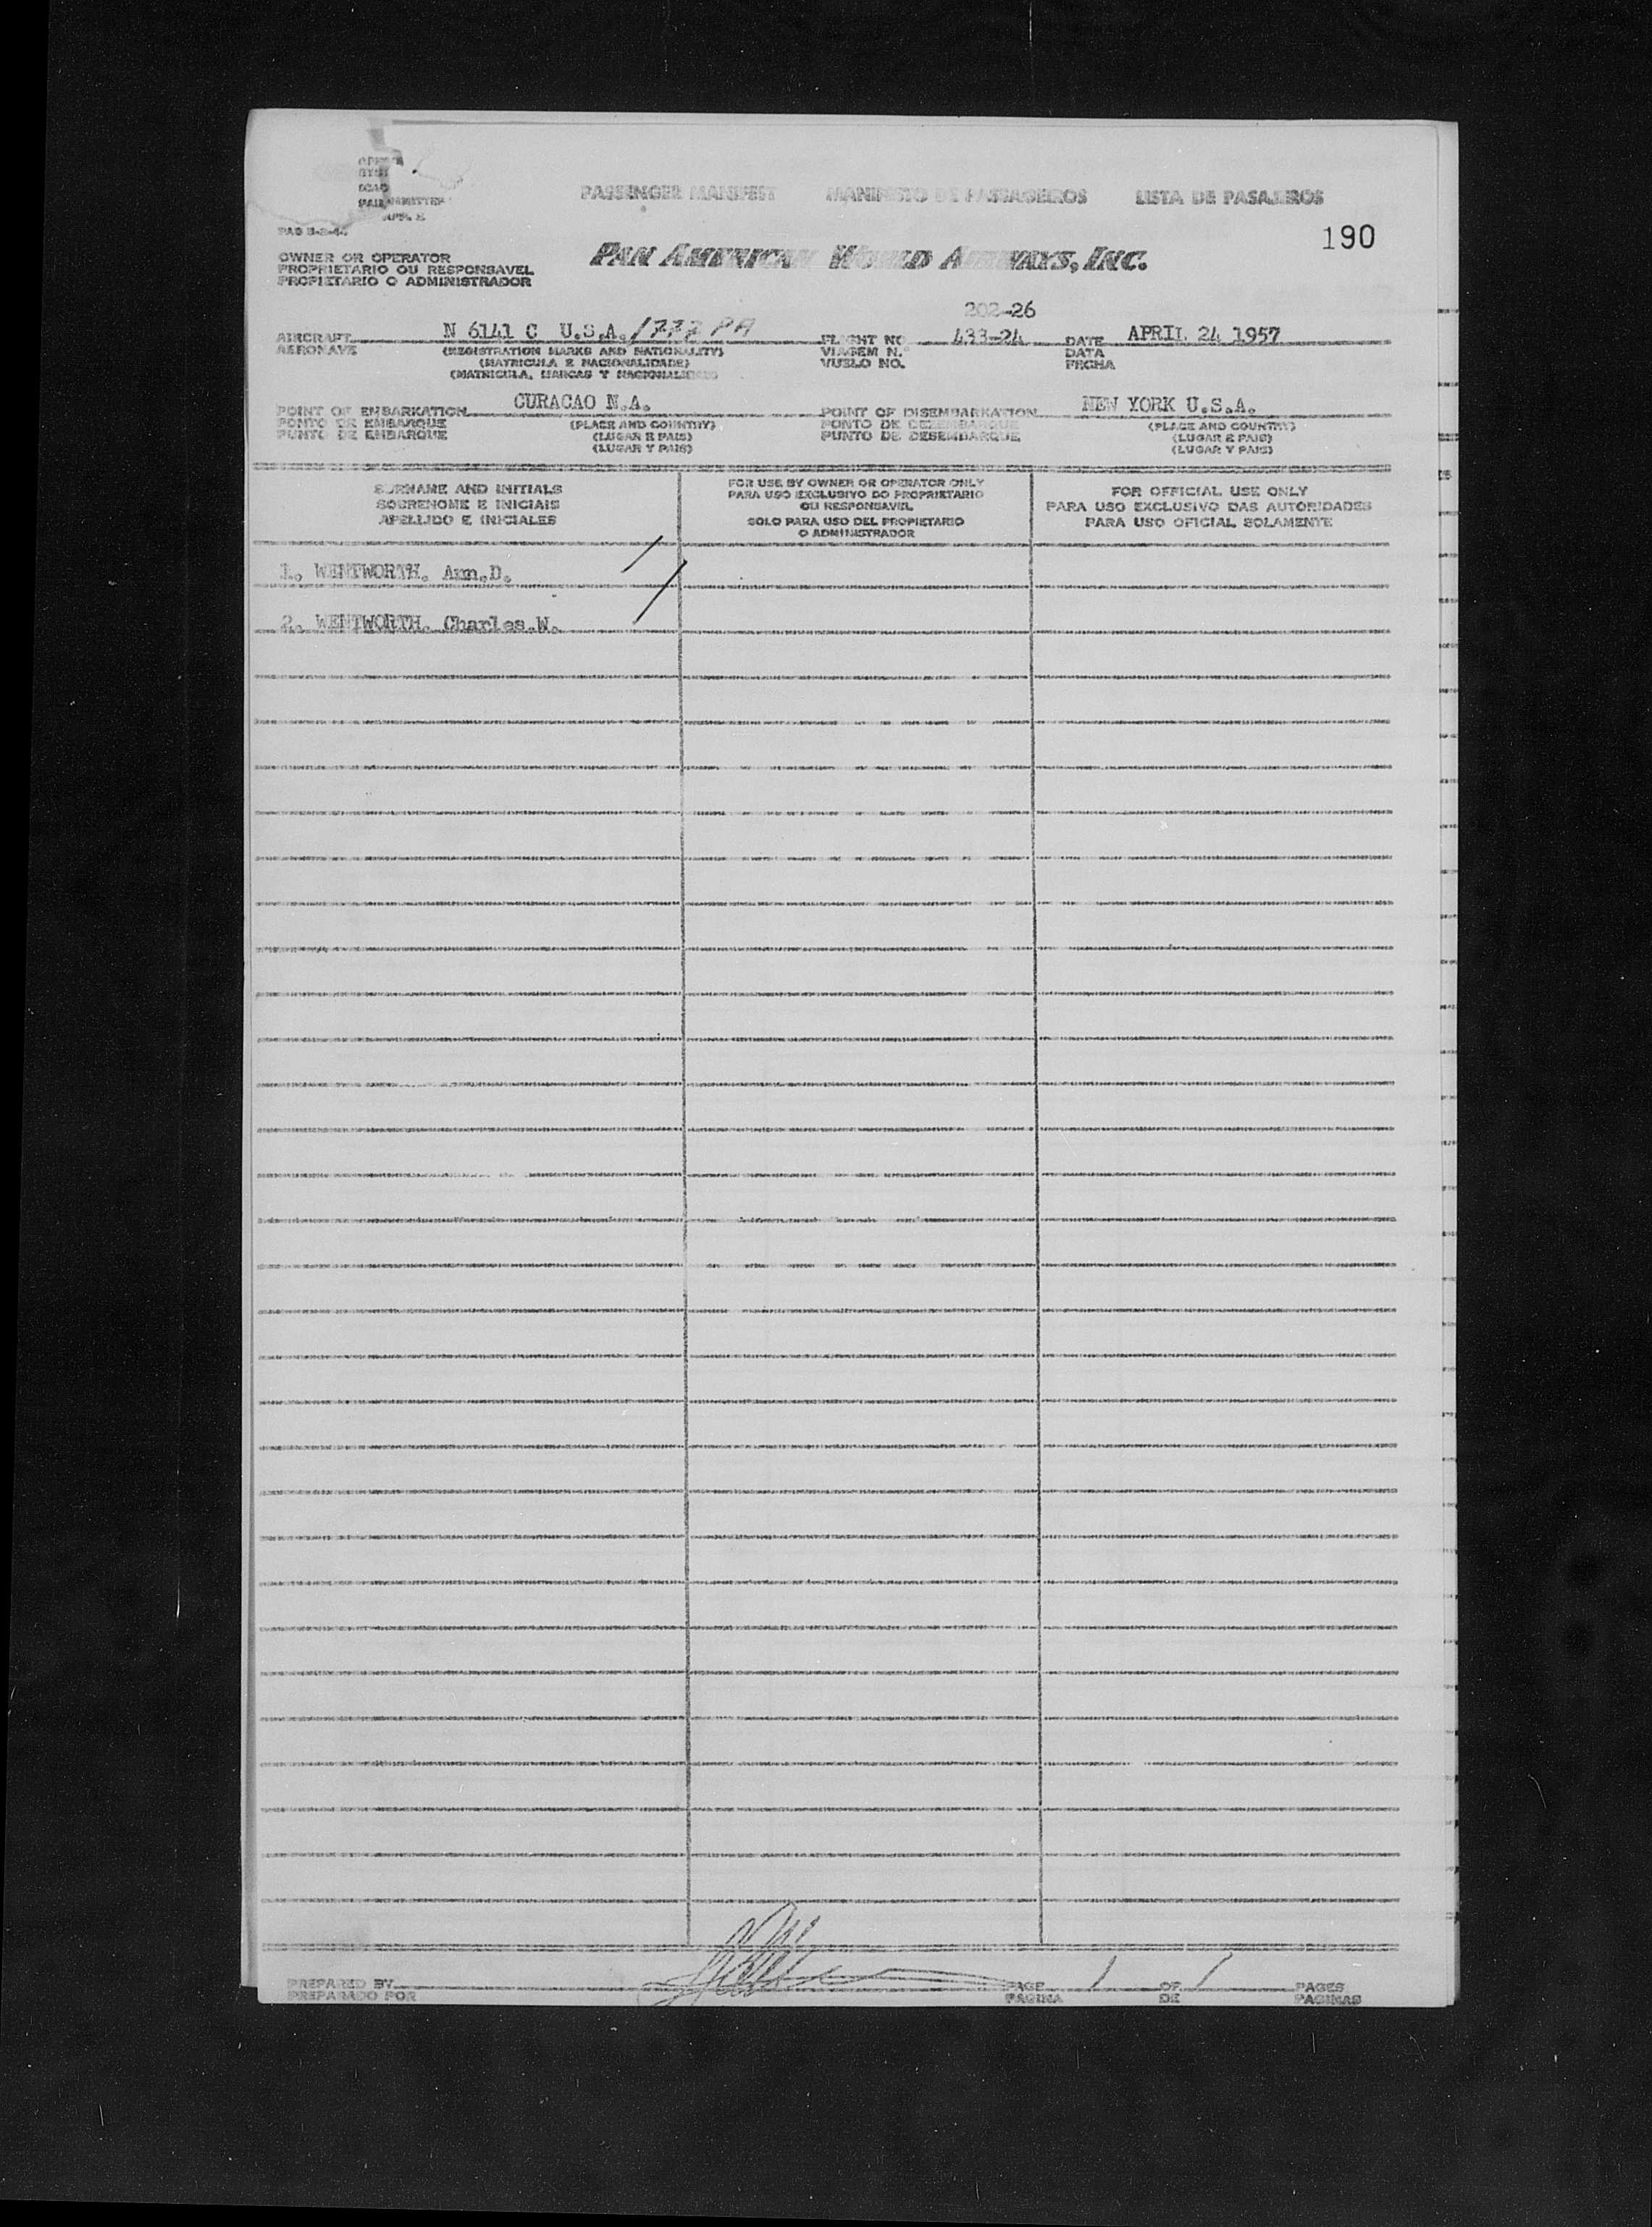 PASSENGER MANIFEST MANIFESTO DE PASSAGEIROS LISTA DE PASAJEROS
190
OWNER OR OPERATOR
PROPRIETARIO OU RESPONSAVEL
PROPIETARIO O ADMINISTRADOR
PAN AMERICAN WORLD AIRWAYS, INC.
202-26
AIRCRAFT N 6141 C U.S.A. FLIGHT NO 433-24 DATE APRIL 24 1957
AERONAVE (REGISTRATION MARKS AND NATIONALITY) VIAGEM N.º DATA
(MATRICULA E NACIONALIDADE) VUELO NO. FECHA
(MATRICULA, MARCAS Y NACIONALIDAD)
POINT OF EMBARKATION CURACAO N.A. POINT OF DISEMBARKATION NEW YORK U.S.A.
PONTO DE EMBARQUE (PLACE AND COUNTRY) PONTO DE DEZEMBARQUE (PLACE AND COUNTRY)
PUNTO DE EMBARQUE (LUGAR E PAIS) PUNTO DE DESEMBARQUE (LUGAR E PAIS)
(LUGAR Y PAIS) (LUGAR Y PAIS)
SURNAME AND INITIALS
SOBRENOME E INICIAIS
APELLIDO E INICIALES
FOR USE BY OWNER OR OPERATOR ONLY
PARA USO EXCLUSIVO DO PROPRIETARIO
OU RESPONSAVEL
SOLO PARA USO DEL PROPIETARIO
O ADMINISTRADOR
FOR OFFICIAL USE ONLY
PARA USO EXCLUSIVO DAS AUTORIDADES
PARA USO OFICIAL SOLAMENTE
1. WENTWORTH. Ann.D.
2. WENTWORTH. Charles.W.
PREPARED BY PAGE 1 OF 1 PAGES
PREPARADO POR PAGINA DE PAGINAS